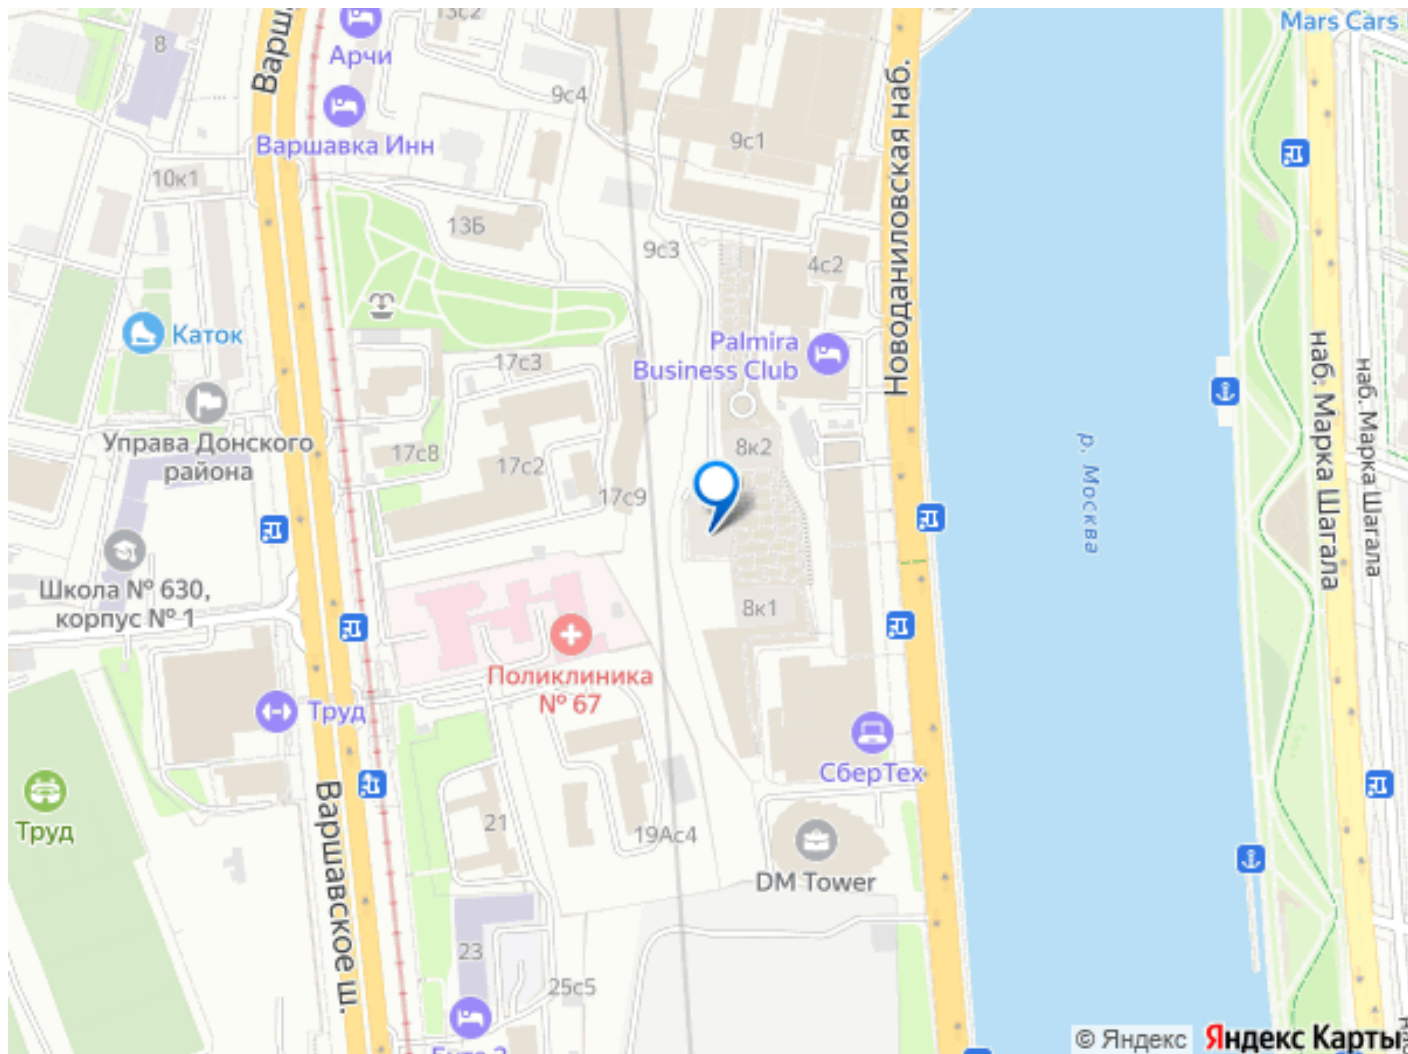 13с2
Mars Cars
8
Арчи
Варш
9с4
Варшавка Инн
9с1
Новоданиловская наб.
10к1
13Б
9с3
4с2
Каток
Palmira
Business Club
17с3
наб. Марка Шагала
наб. Марка Шагала
Управа Донского
района
17с8
17с2
8к2
17с9
р. Москва
Школа № 630,
корпус № 1
8к1
Поликлиника
№ 67
Труд
СберТех
Труд
Варшавское ш.
21
19Ас4
DM Tower
23
25с5
© Яндекс
Яндекс Карты